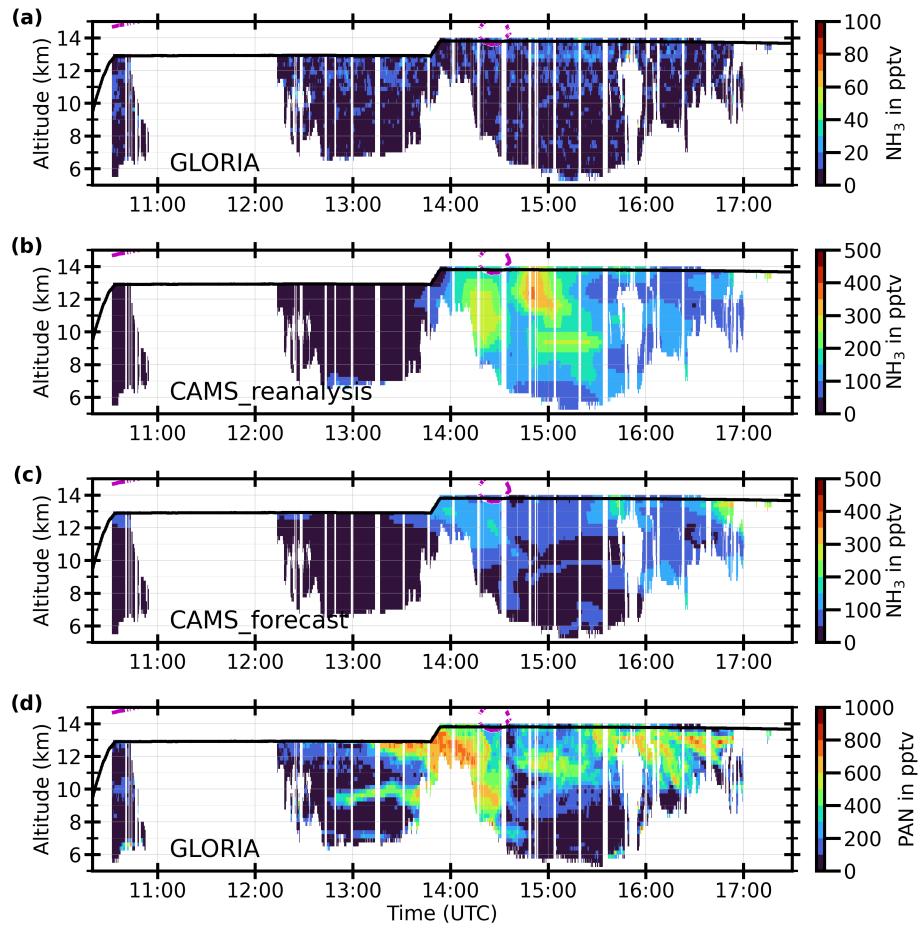 (a)
14
12
10
8
6
Altitude (km)
GLORIA
11:00 12:00 13:00 14:00 15:00 16:00 17:00
100
80
60
40
20
0
NH₃ in pptv
(b)
14
12
10
8
6
Altitude (km)
CAMS_reanalysis
11:00 12:00 13:00 14:00 15:00 16:00 17:00
500
400
300
200
100
0
NH₃ in pptv
(c)
14
12
10
8
6
Altitude (km)
CAMS_forecast
11:00 12:00 13:00 14:00 15:00 16:00 17:00
500
400
300
200
100
0
NH₃ in pptv
(d)
14
12
10
8
6
Altitude (km)
GLORIA
11:00 12:00 13:00 14:00 15:00 16:00 17:00
Time (UTC)
1000
800
600
400
200
0
PAN in pptv